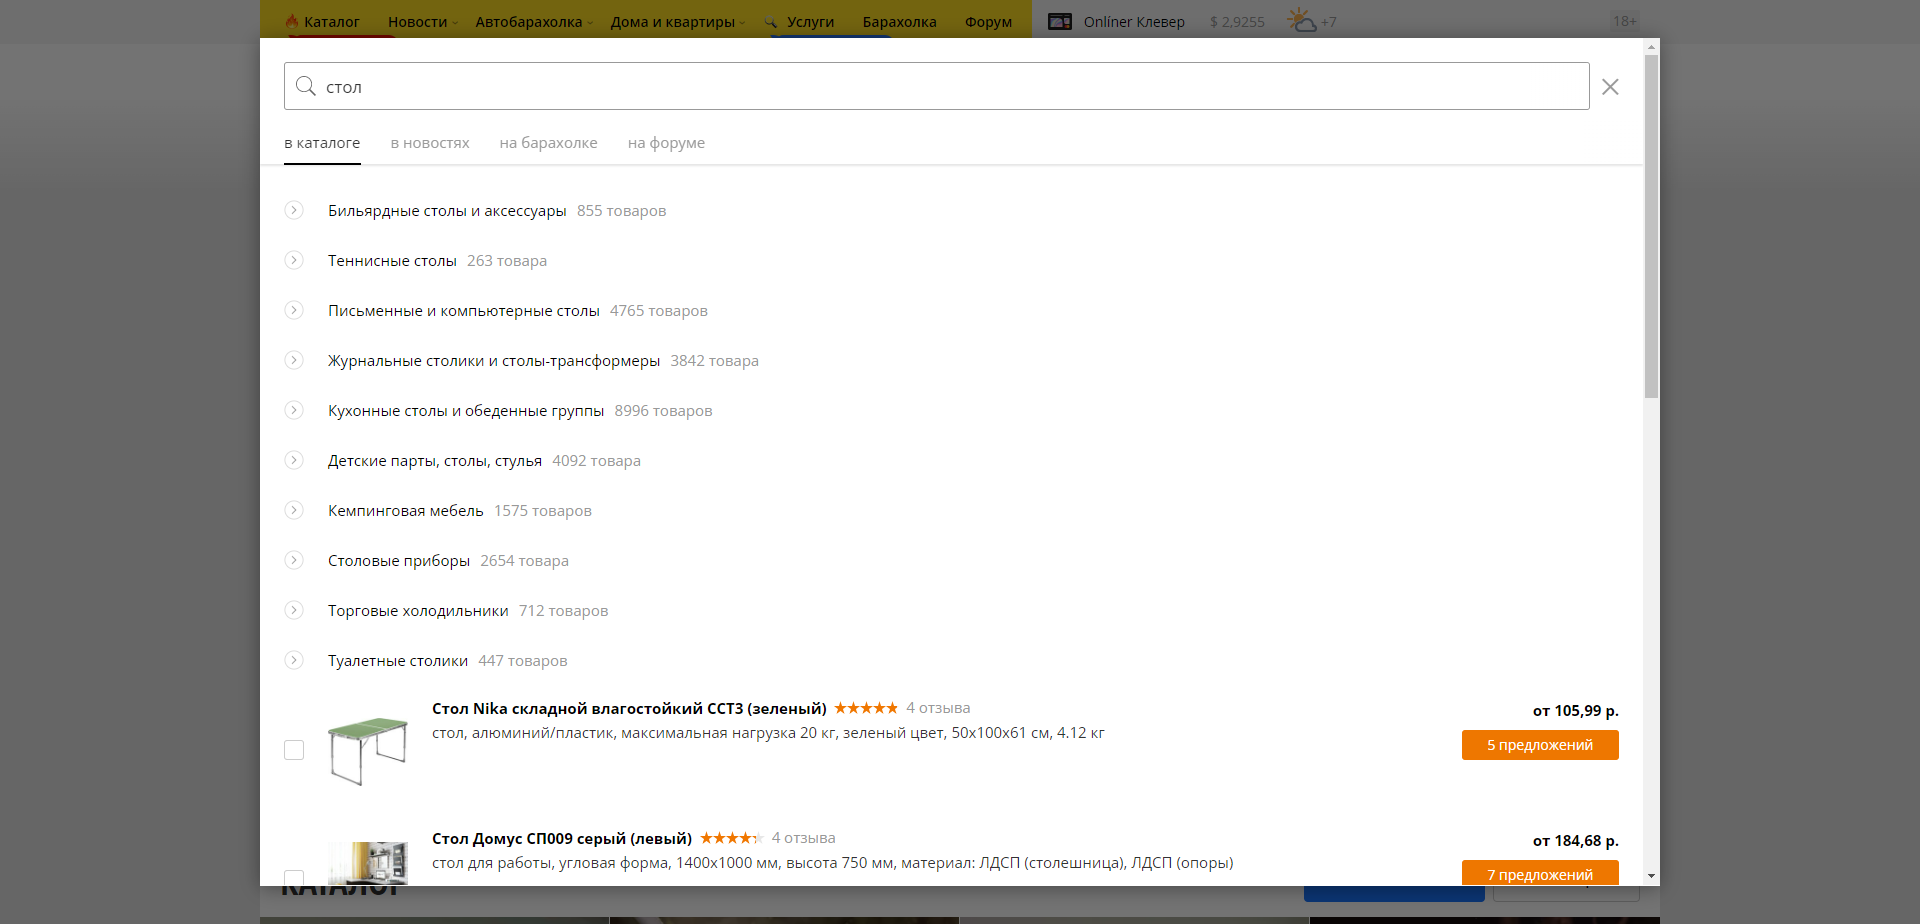 Каталог Новости Автобарахолка Дома и квартиры Услуги Барахолка Форум Onlíner Клевер $ 2,9255 +7 18+
стол
в каталоге в новостях на барахолке на форуме
Бильярдные столы и аксессуары 855 товаров
Теннисные столы 263 товара
Письменные и компьютерные столы 4765 товаров
Журнальные столики и столы-трансформеры 3842 товара
Кухонные столы и обеденные группы 8996 товаров
Детские парты, столы, стулья 4092 товара
Кемпинговая мебель 1575 товаров
Столовые приборы 2654 товара
Торговые холодильники 712 товаров
Туалетные столики 447 товаров
Стол Nika складной влагостойкий ССТ3 (зеленый) 4 отзыва
от 105,99 р.
стол, алюминий/пластик, максимальная нагрузка 20 кг, зеленый цвет, 50x100x61 см, 4.12 кг
5 предложений
Стол Домус СП009 серый (левый) 4 отзыва
от 184,68 р.
стол для работы, угловая форма, 1400x1000 мм, высота 750 мм, материал: ЛДСП (столешница), ЛДСП (опоры)
7 предложений
КАТАЛОГ